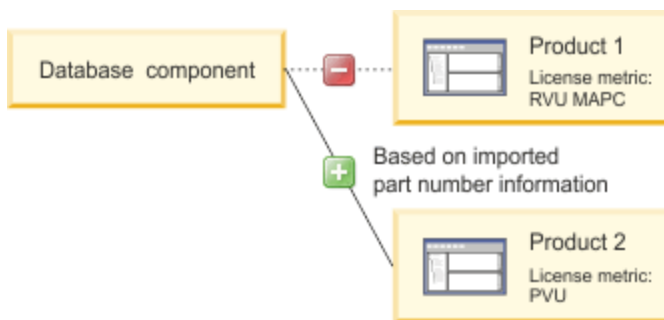 Database component
Product 1
License metric:
RVU MAPC
Based on imported
part number information
Product 2
License metric:
PVU